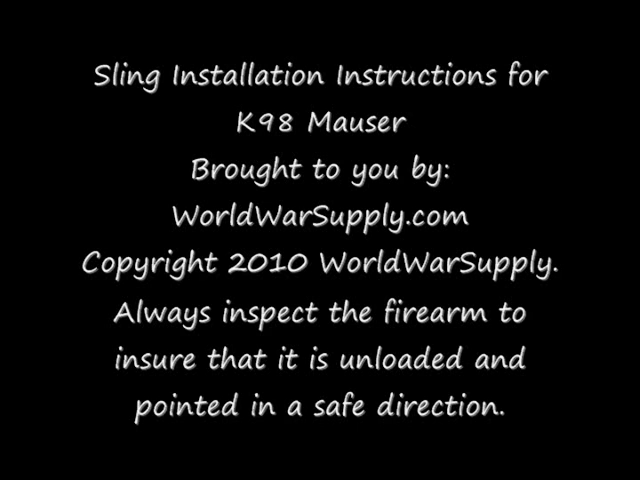 Sling Installation Instructions for
K98 Mauser
Brought to you by:
WorldWarSupply.com
Copyright 2010 WorldWarSupply.
Always inspect the firearm to
insure that it is unloaded and
pointed in a safe direction.